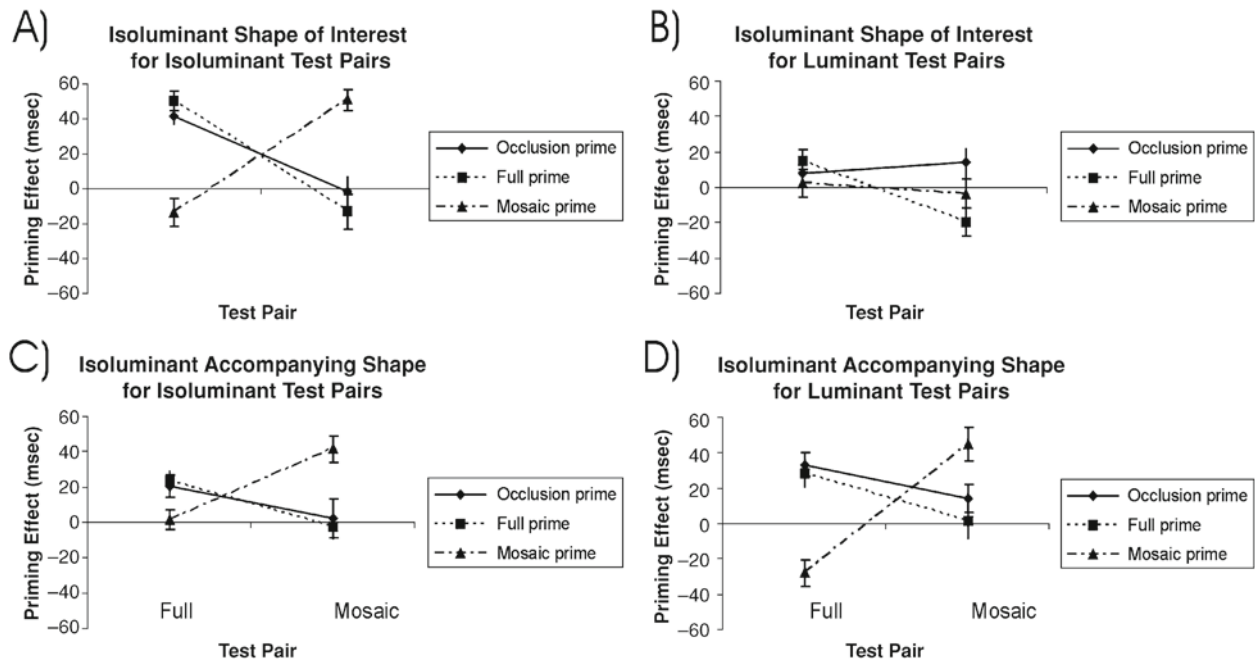 A)
Isoluminant Shape of Interest
for Isoluminant Test Pairs
Priming Effect (msec)
60
40
20
0
−20
−40
−60
Test Pair
Occlusion prime
Full prime
Mosaic prime
B)
Isoluminant Shape of Interest
for Luminant Test Pairs
Priming Effect (msec)
60
40
20
0
−20
−40
−60
Test Pair
Occlusion prime
Full prime
Mosaic prime
C)
Isoluminant Accompanying Shape
for Isoluminant Test Pairs
Priming Effect (msec)
60
40
20
0
−20
−40
−60
Full Mosaic
Test Pair
Occlusion prime
Full prime
Mosaic prime
D)
Isoluminant Accompanying Shape
for Luminant Test Pairs
Priming Effect (msec)
60
40
20
0
−20
−40
−60
Full Mosaic
Test Pair
Occlusion prime
Full prime
Mosaic prime